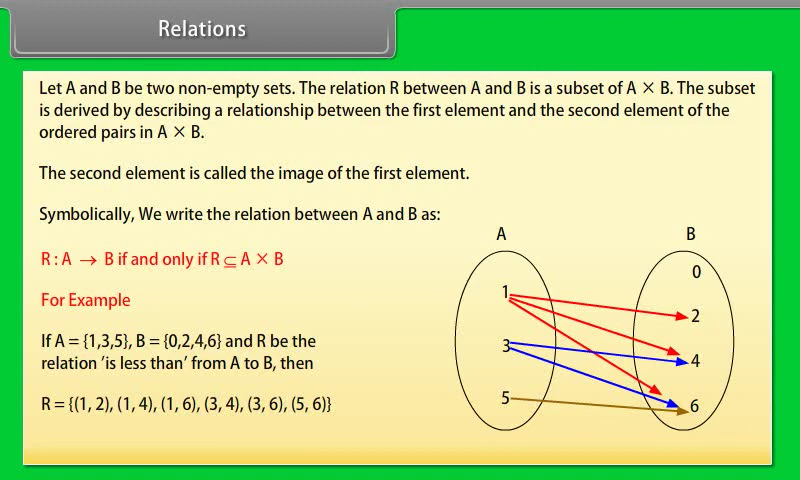 Relations
Let A and B be two non-empty sets. The relation R between A and B is a subset of A × B. The subset
is derived by describing a relationship between the first element and the second element of the
ordered pairs in A × B.
The second element is called the image of the first element.
Symbolically, We write the relation between A and B as:
R : A → B if and only if R ⊆ A × B
For Example
If A = {1,3,5}, B = {0,2,4,6} and R be the
relation 'is less than' from A to B, then
R = {(1, 2), (1, 4), (1, 6), (3, 4), (3, 6), (5, 6)}
A B
0
1
2
3
4
5
6